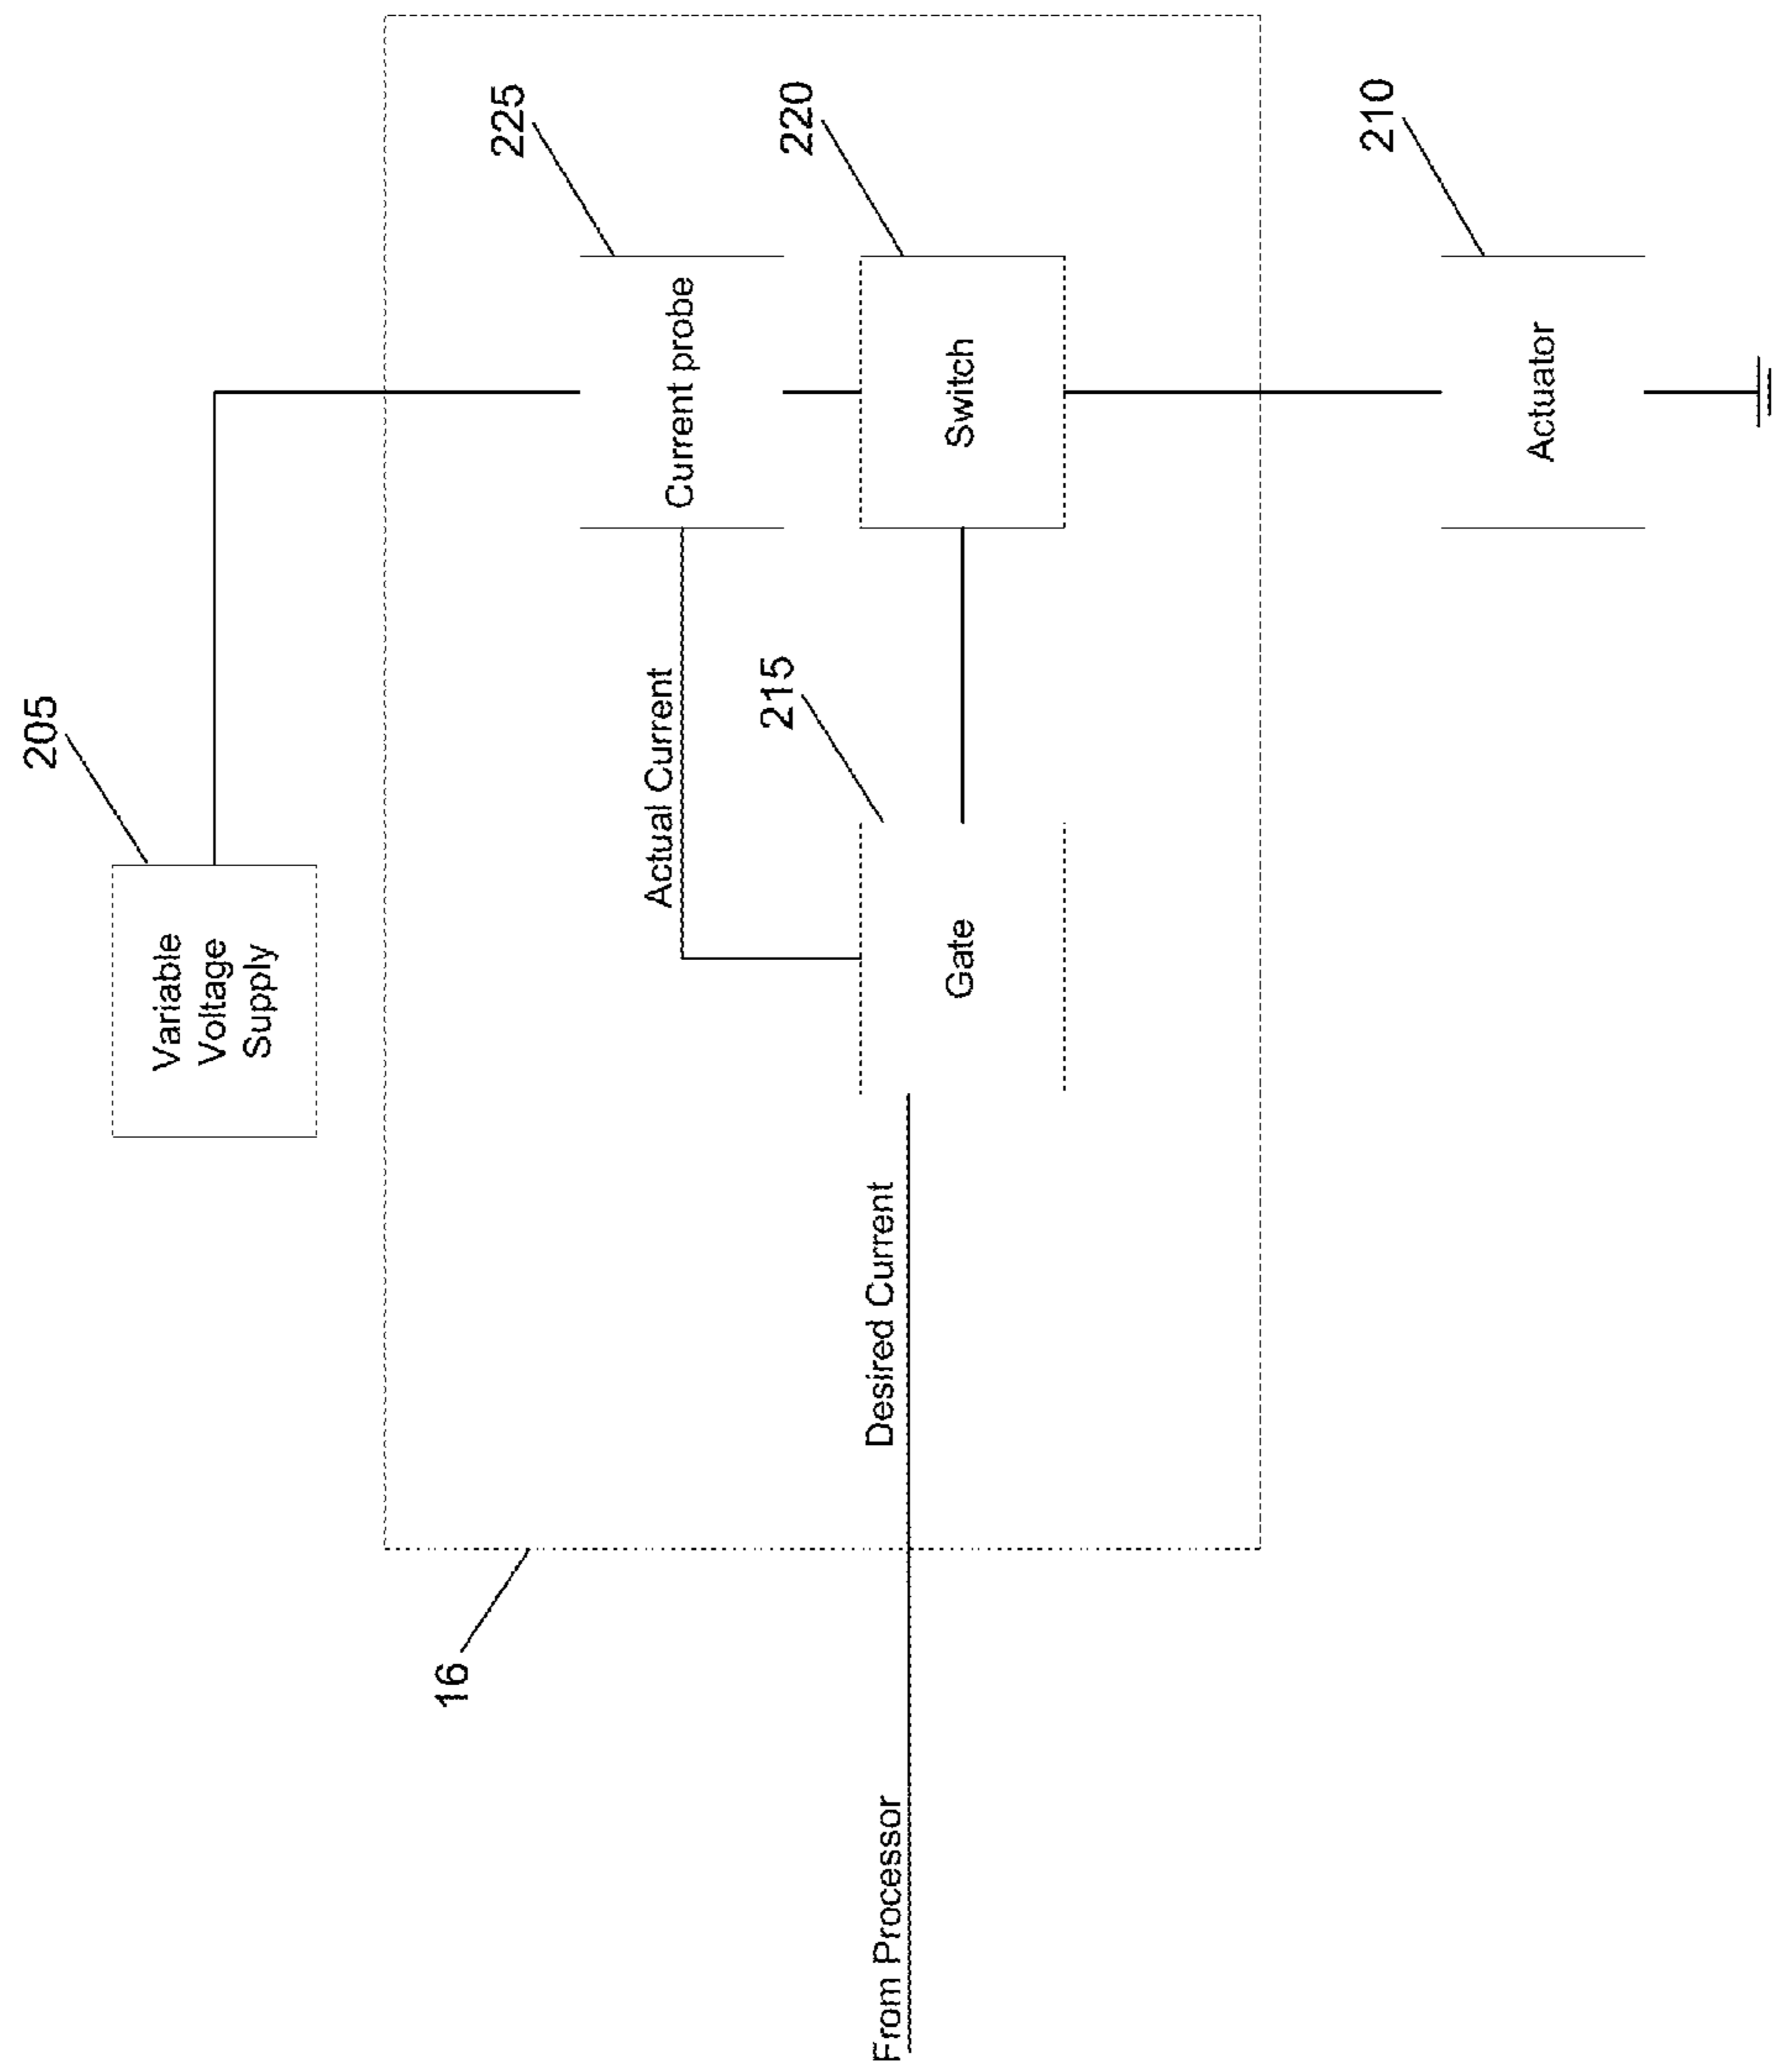 205
Variable
Voltage
Supply
16
225
Current probe
Actual Current
215
220
Switch
Gate
Desired Current
From Processor
210
Actuator